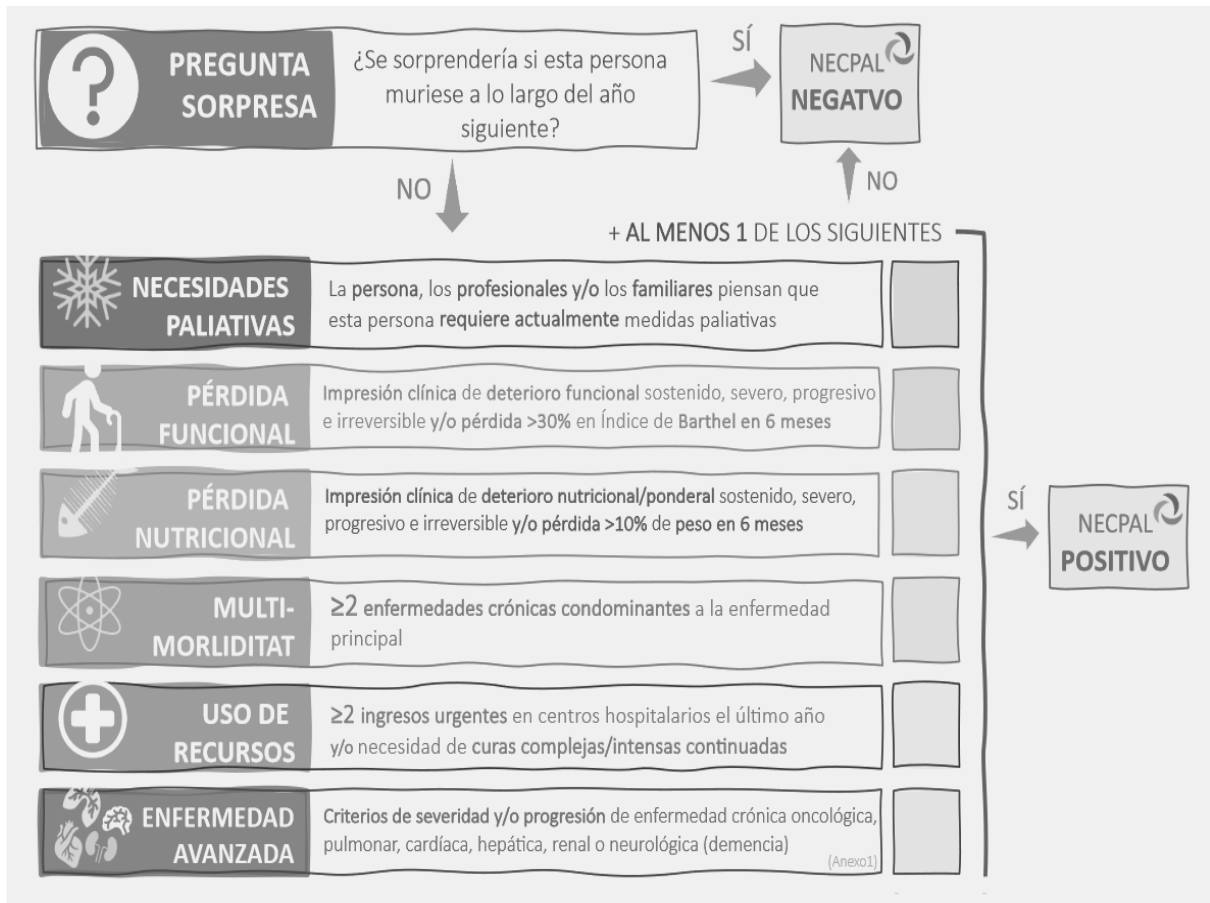 PREGUNTA
SORPRESA
¿Se sorprendería si esta persona
muriese a lo largo del año
siguiente?
SÍ
NECPAL
NEGATVO
NO
NO
+ AL MENOS 1 DE LOS SIGUIENTES
NECESIDADES
PALIATIVAS
La persona, los profesionales y/o los familiares piensan que
esta persona requiere actualmente medidas paliativas
PÉRDIDA
FUNCIONAL
Impresión clínica de deterioro funcional sostenido, severo, progresivo
e irreversible y/o pérdida >30% en Índice de Barthel en 6 meses
PÉRDIDA
NUTRICIONAL
Impresión clínica de deterioro nutricional/ponderal sostenido, severo,
progresivo e irreversible y/o pérdida >10% de peso en 6 meses
SÍ
NECPAL
POSITIVO
MULTI-
MORLIDITAT
≥2 enfermedades crónicas condominantes a la enfermedad
principal
USO DE
RECURSOS
≥2 ingresos urgentes en centros hospitalarios el último año
y/o necesidad de curas complejas/intensas continuadas
ENFERMEDAD
AVANZADA
Criterios de severidad y/o progresión de enfermedad crónica oncológica,
pulmonar, cardíaca, hepática, renal o neurológica (demencia)
(Anexo1)